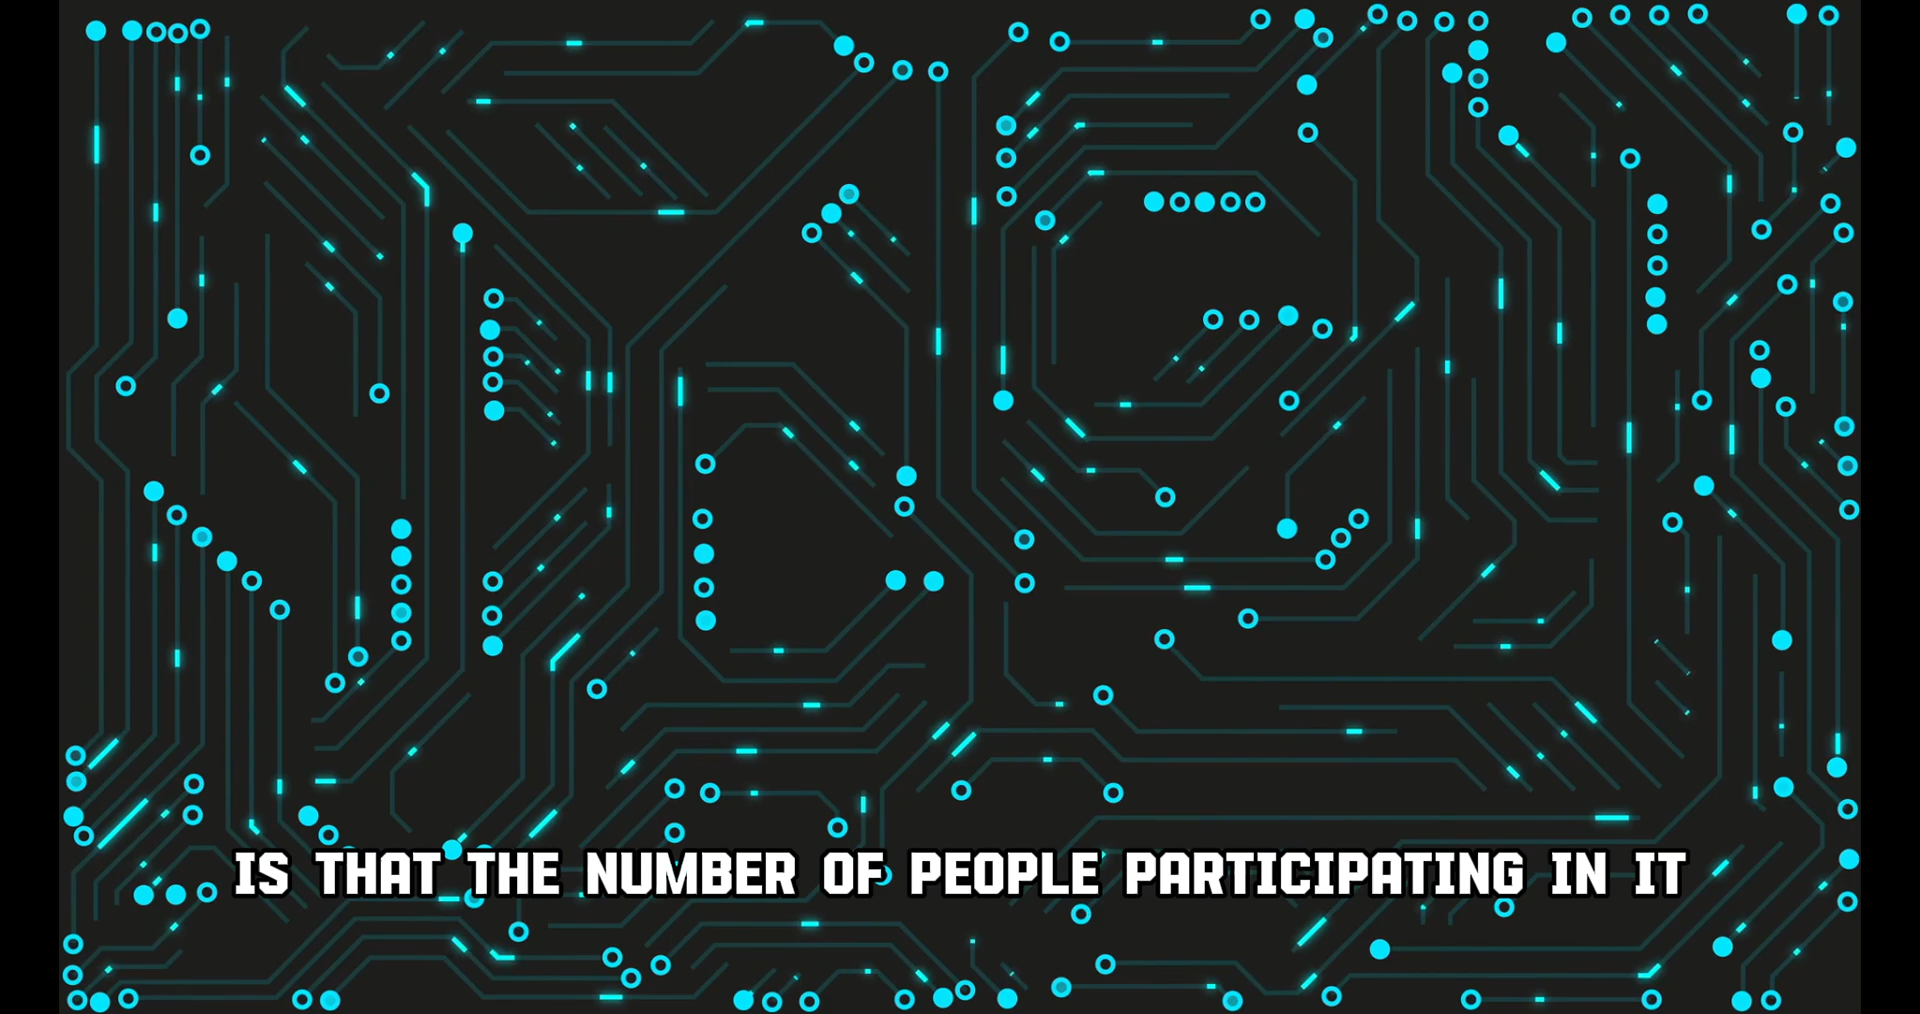 IS THAT THE NUMBER OF PEOPLE PARTICIPATING IN IT